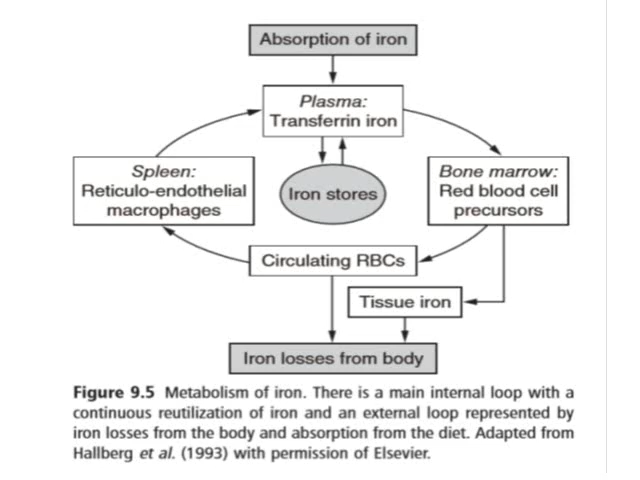 Absorption of iron
Plasma:
Transferrin iron
Spleen:
Reticulo-endothelial
macrophages
Iron stores
Bone marrow:
Red blood cell
precursors
Circulating RBCs
Tissue iron
Iron losses from body
Figure 9.5 Metabolism of iron. There is a main internal loop with a
continuous reutilization of iron and an external loop represented by
iron losses from the body and absorption from the diet. Adapted from
Hallberg et al. (1993) with permission of Elsevier.